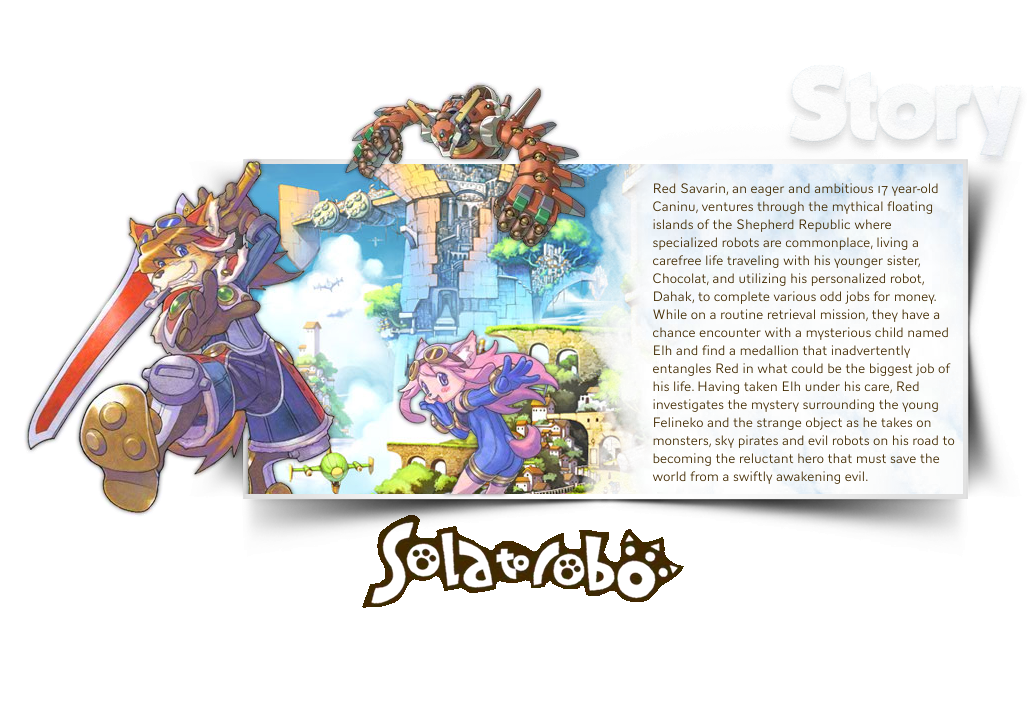 Story
Red Savarin, an eager and ambitious 17 year-old
Caninu, ventures through the mythical floating
islands of the Shepherd Republic where
specialized robots are commonplace, living a
carefree life traveling with his younger sister,
Chocolat, and utilizing his personalized robot,
Dahak, to complete various odd jobs for money.
While on a routine retrieval mission, they have a
chance encounter with a mysterious child named
Elh and find a medallion that inadvertently
entangles Red in what could be the biggest job of
his life. Having taken Elh under his care, Red
investigates the mystery surrounding the young
Felineko and the strange object as he takes on
monsters, sky pirates and evil robots on his road to
becoming the reluctant hero that must save the
world from a swiftly awakening evil.
Solatorobo